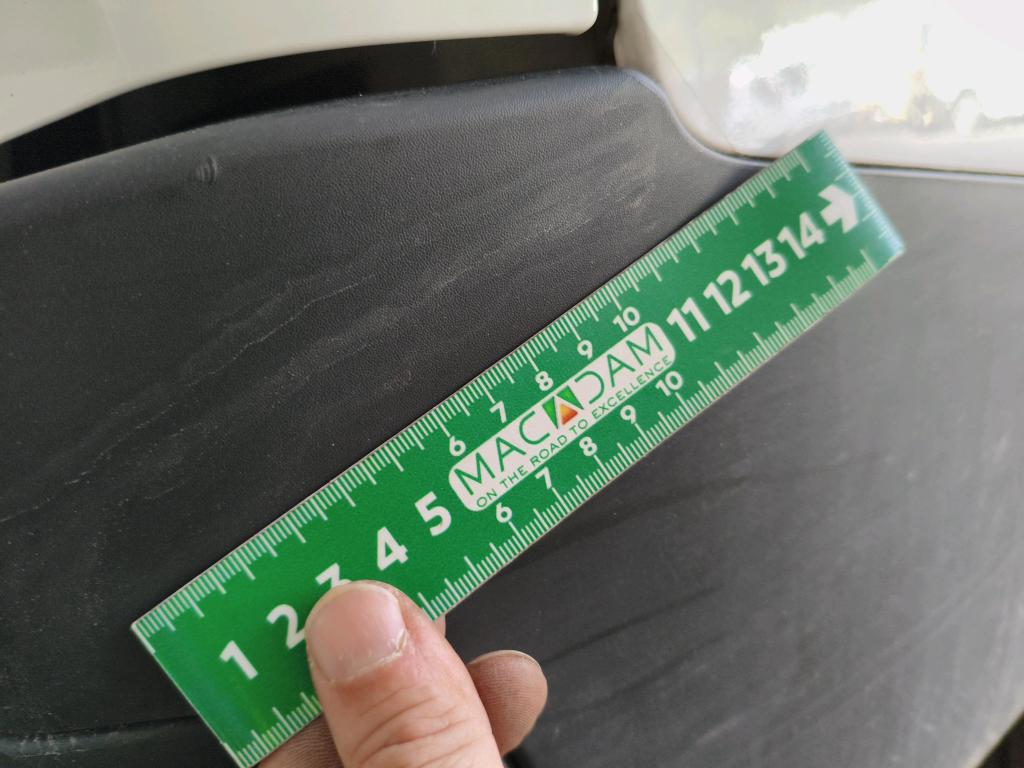 1 2 3 4 5 6 7 8 9 10 11 12 13 14
MACADAM
ON THE ROAD TO EXCELLENCE
6 7 8 9 10